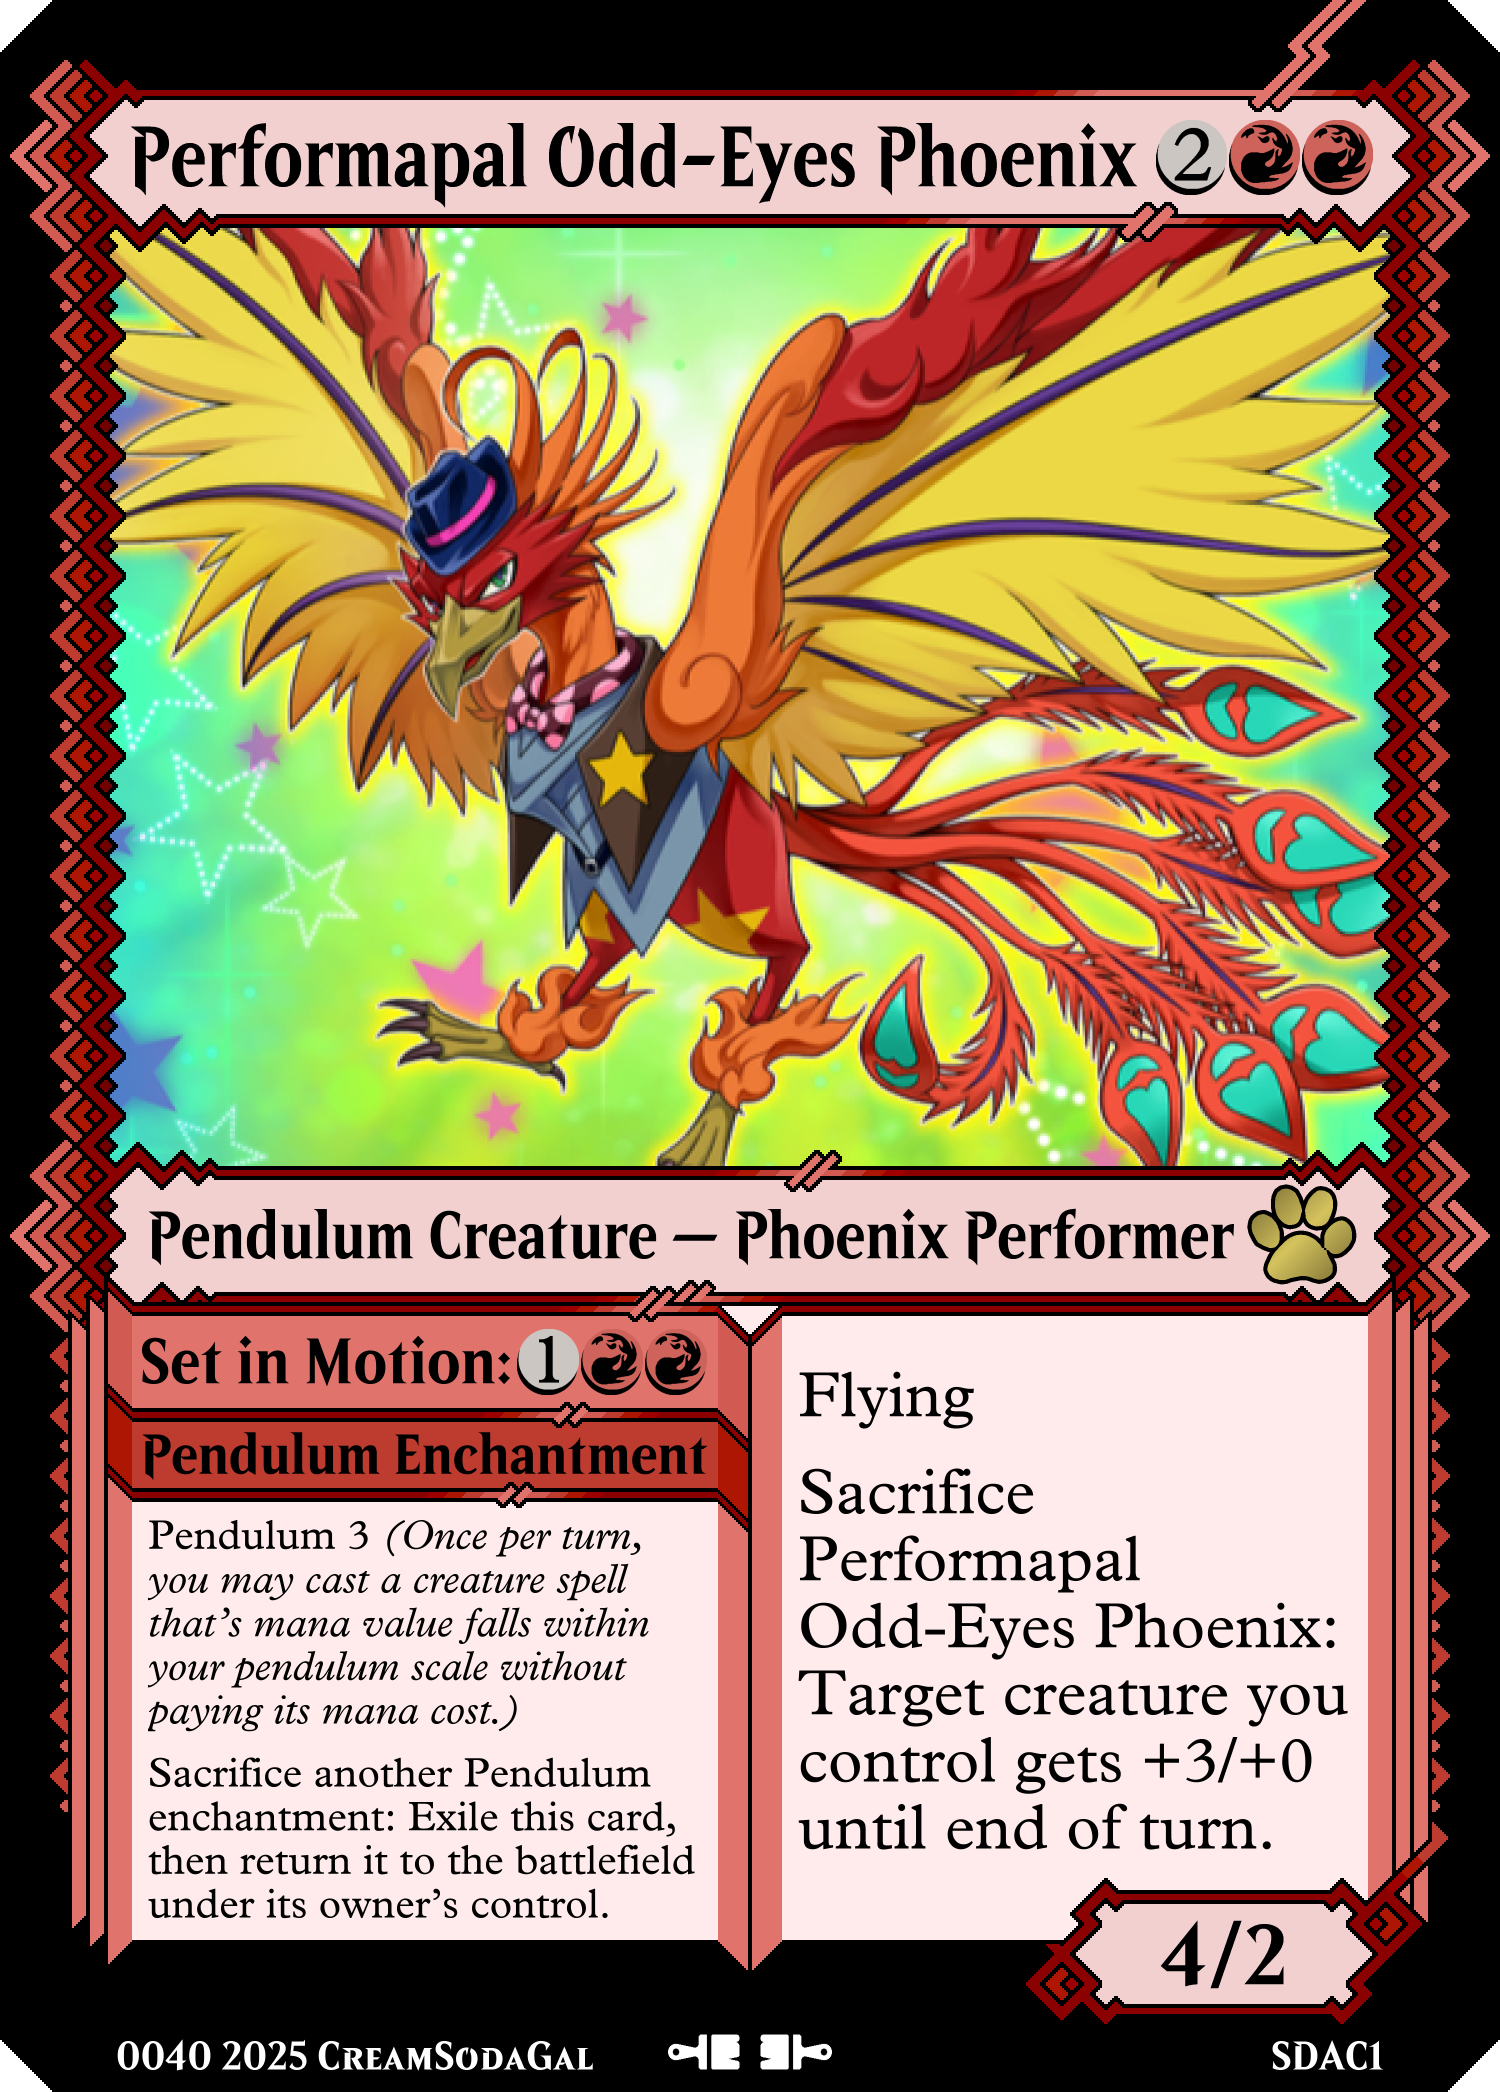 Performapal Odd-Eyes Phoenix 2
Pendulum Creature — Phoenix Performer
Set in Motion: 1
Pendulum Enchantment
Pendulum 3 (Once per turn,
you may cast a creature spell
that's mana value falls within
your pendulum scale without
paying its mana cost.)
Sacrifice another Pendulum
enchantment: Exile this card,
then return it to the battlefield
under its owner's control.
Flying
Sacrifice
Performapal
Odd-Eyes Phoenix:
Target creature you
control gets +3/+0
until end of turn.
4/2
0040 2025 CreamSodaGal
SDAC1